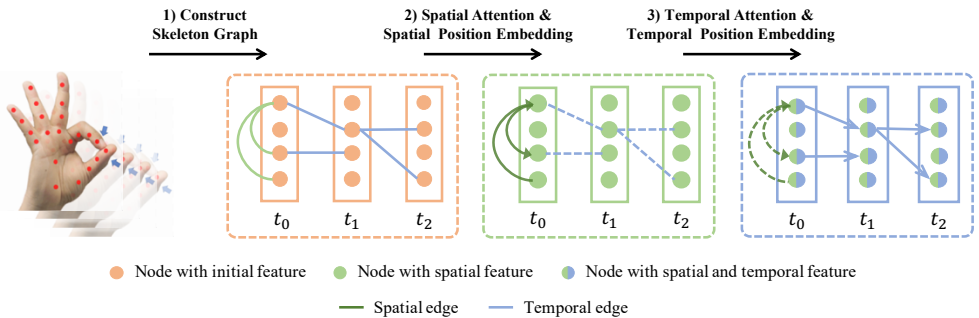 1) Construct
Skeleton Graph
2) Spatial Attention &
Spatial Position Embedding
3) Temporal Attention &
Temporal Position Embedding
t₀ t₁ t₂
t₀ t₁ t₂
t₀ t₁ t₂
Node with initial feature
Node with spatial feature
Node with spatial and temporal feature
Spatial edge
Temporal edge